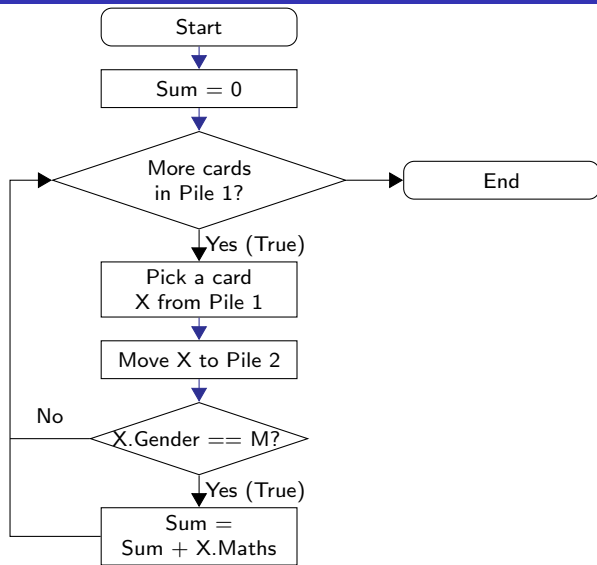 Start
Sum = 0
More cards
in Pile 1?
End
Yes (True)
Pick a card
X from Pile 1
Move X to Pile 2
No
X.Gender == M?
Yes (True)
Sum =
Sum + X.Maths